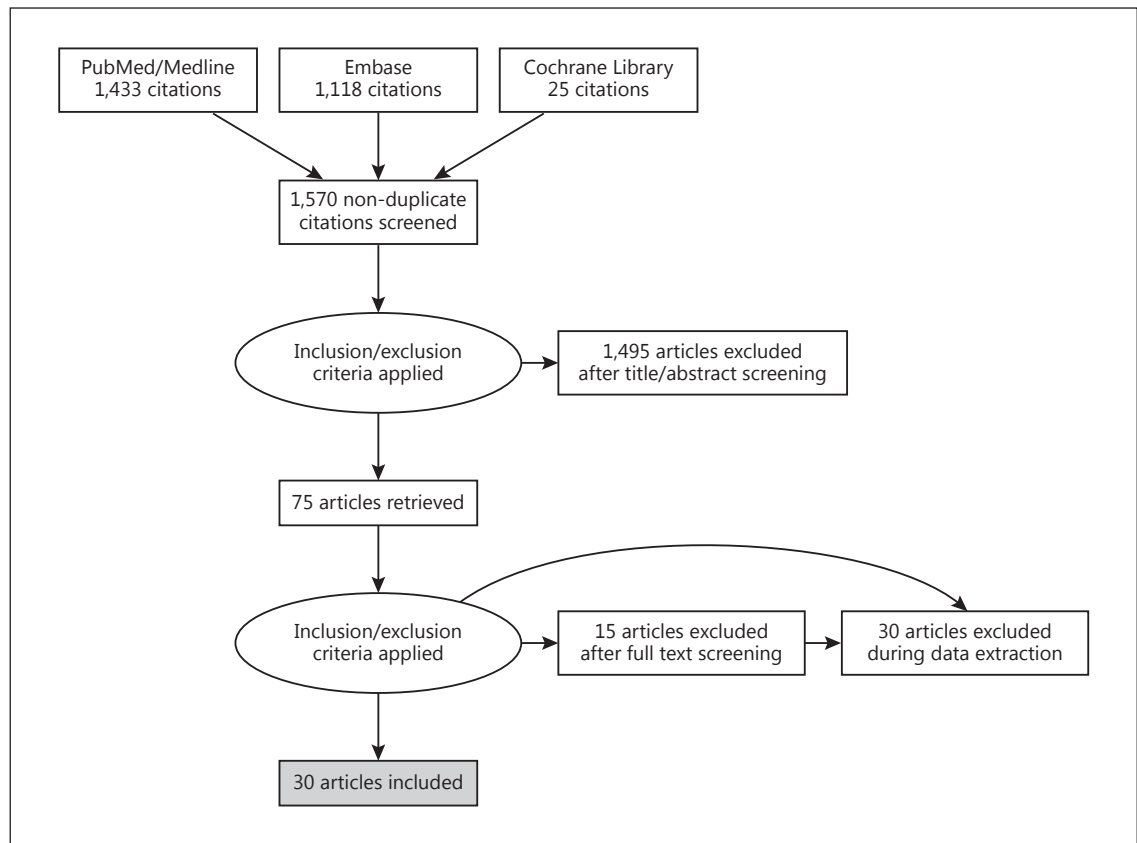 PubMed/Medline
1,433 citations
Embase
1,118 citations
Cochrane Library
25 citations
1,570 non-duplicate
citations screened
Inclusion/exclusion
criteria applied
1,495 articles excluded
after title/abstract screening
75 articles retrieved
Inclusion/exclusion
criteria applied
15 articles excluded
after full text screening
30 articles excluded
during data extraction
30 articles included